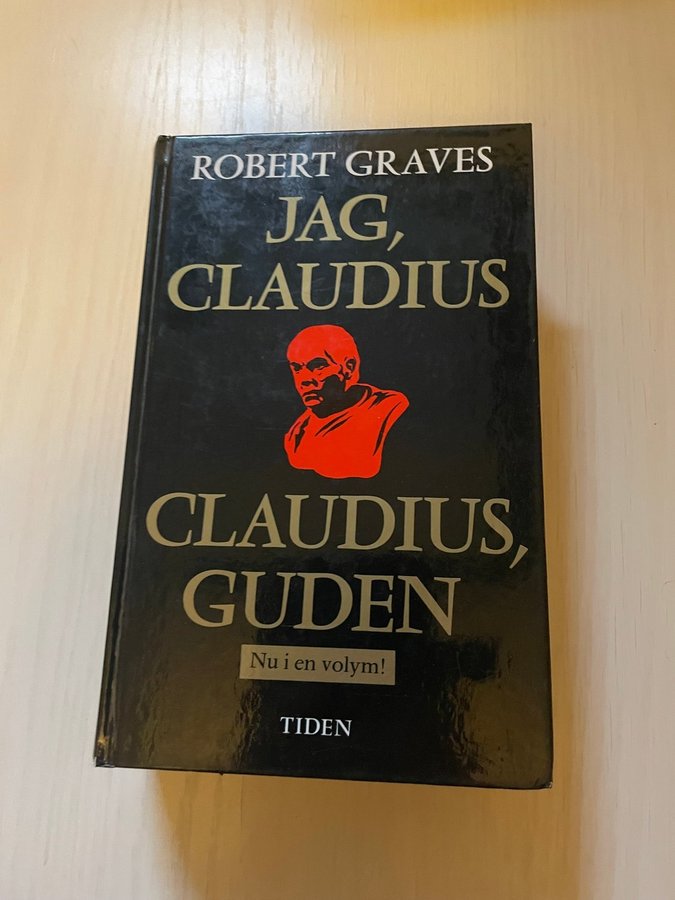 ROBERT GRAVES
JAG,
CLAUDIUS
CLAUDIUS,
GUDEN
Nu i en volym!
TIDEN